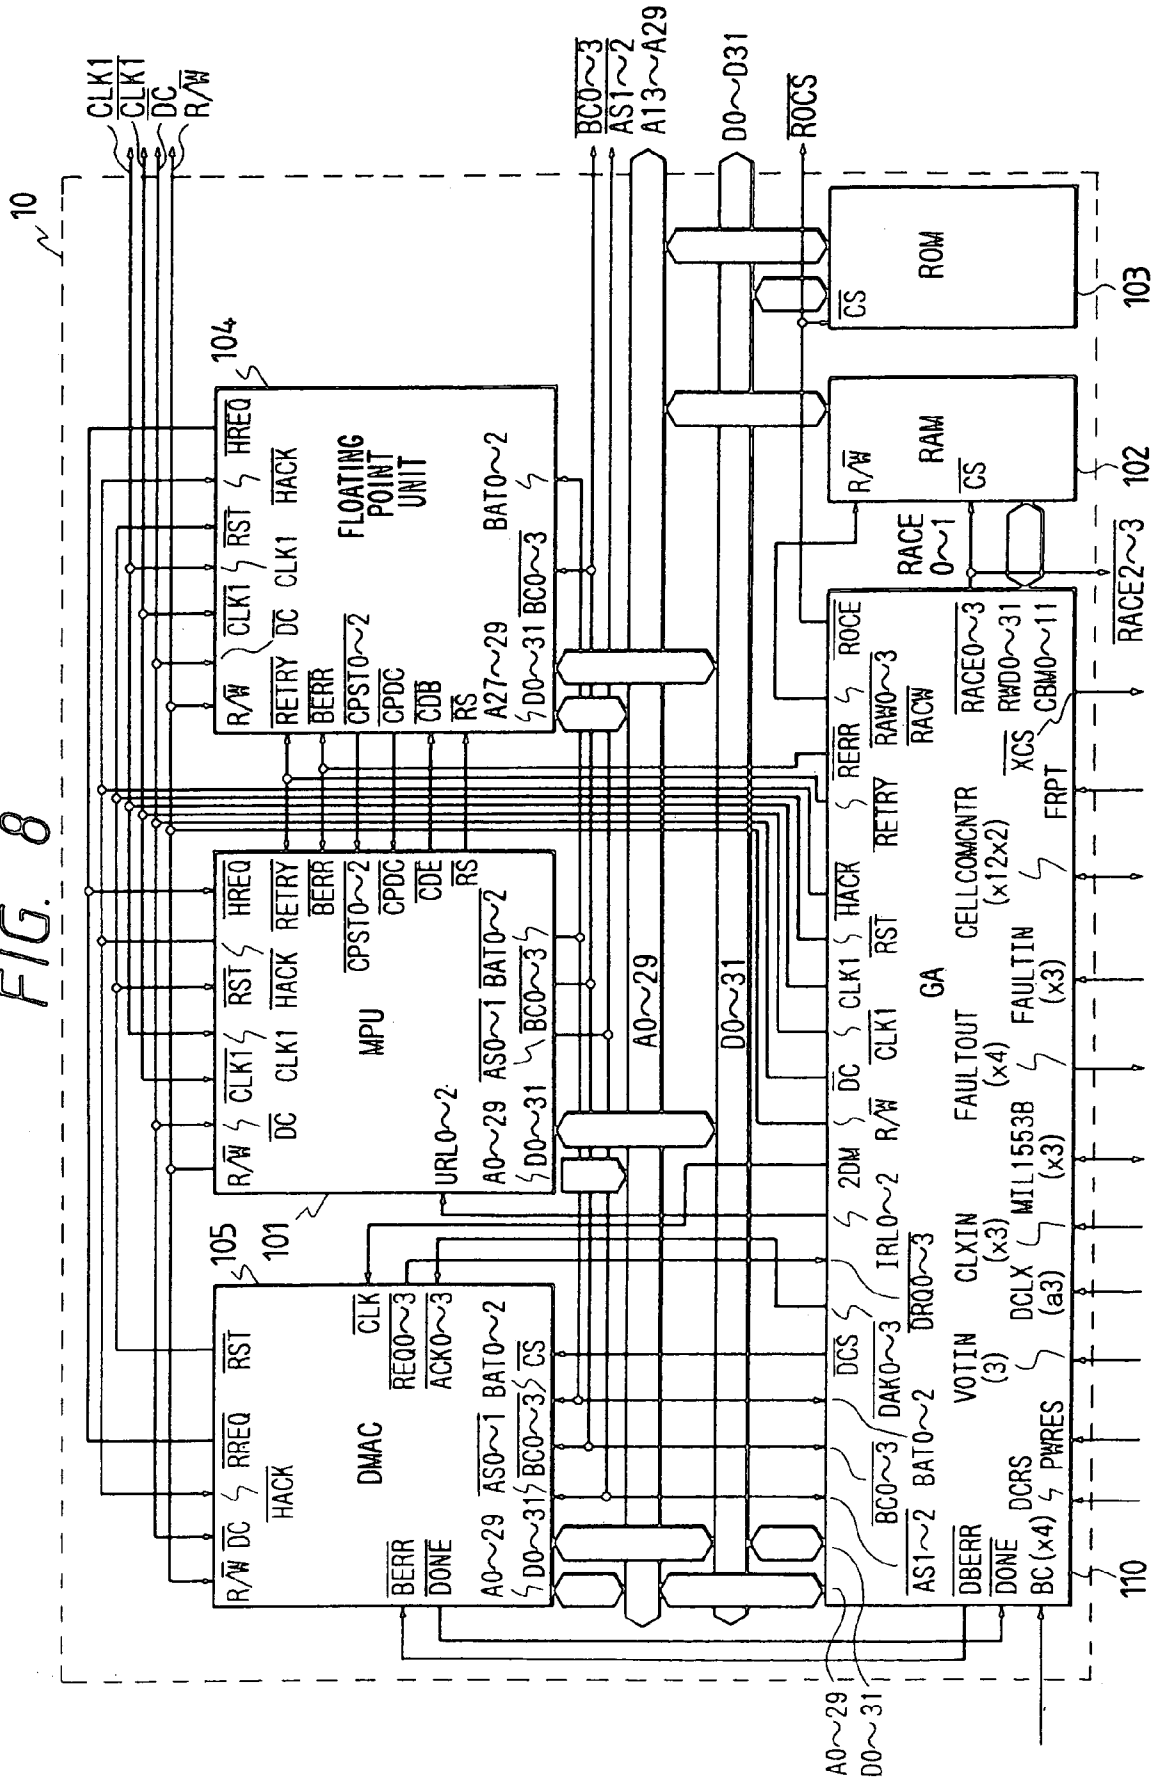 FIG. 8
10
CLK1
CLK1
DC
R/W
BC0~3
AS1~2
A13~A29
D0~D31
ROCS
105
RST
RREQ
HACK
DC
R/W
CLK
REQ0~3
ACK0~3
DMAC
BERR
DONE
BAT0~2
CS
AS0~1
BC0~3
A0~29
D0~31
101
HREQ
RST
HACK
CLK1
CLK1
R/W
DC
RETRY
BERR
CPST0~2
CPDC
CDE
RS
MPU
URL0~2
AS0~1
BAT0~2
BC0~3
A0~29
D0~31
104
HREQ
HACK
RST
CLK1
CLK1
DC
R/W
RETRY
BERR
CPST0~2
CPDC
CDB
RS
FLOATING
POINT
UNIT
BAT0~2
BC0~3
A27~29
D0~31
A0~29
D0~31
ROM
CS
103
RAM
R/W
CS
102
RACE
0~1
RACE2~3
ROCE
RAW0~3
RACW
RERR
RETRY
HACK
RST
CLK1
CLK1
DC
R/W
2DM
IRL0~2
DRQ0~3
DCS
DAK0~3
BAT0~2
BC0~3
AS1~2
DBERR
DONE
BC(x4)
GA
RACE0~3
RWD0~31
CBM0~11
XCS
FRPT
CELLCOMCNTR
(x12x2)
FAULTIN
(x3)
FAULTOUT
(x4)
MIL1553B
(x3)
CLXIN
(x3)
DCLX
(a3)
VOTIN
(3)
PWRES
DCRS
110
A0~29
D0~31